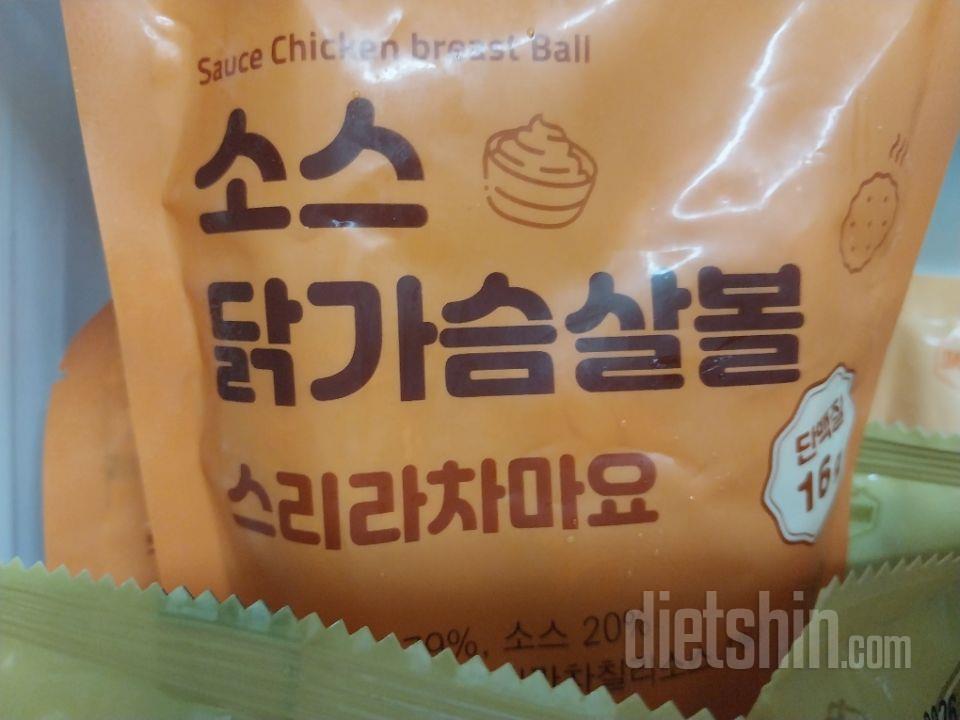 Sauce Chicken breast Ball
소스
닭가슴살볼
스리라차마요
단백질
16g
소스 20%
dietshin.com